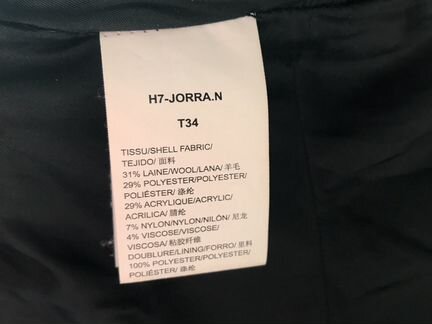 H7-JORRA.N
T34
TISSU/SHELL FABRIC/
TEJIDO/ 面料
31% LAINE/WOOL/LANA/ 羊毛
29% POLYESTER/POLYESTER/
POLIÉSTER/ 涤纶
29% ACRYLIQUE/ACRYLIC/
ACRILICA/ 腈纶
7% NYLON/NYLON/NILÓN/ 尼龙
4% VISCOSE/VISCOSE/
VISCOSA/ 粘胶纤维
DOUBLURE/LINING/FORRO/ 里料
100% POLYESTER/POLYESTER/
POLIÉSTER/ 涤纶